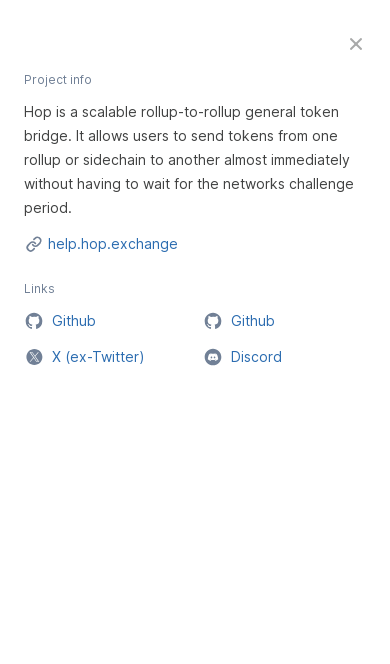 Project info
Hop is a scalable rollup-to-rollup general token
bridge. It allows users to send tokens from one
rollup or sidechain to another almost immediately
without having to wait for the networks challenge
period.
help.hop.exchange
Links
Github
Github
X (ex-Twitter)
Discord